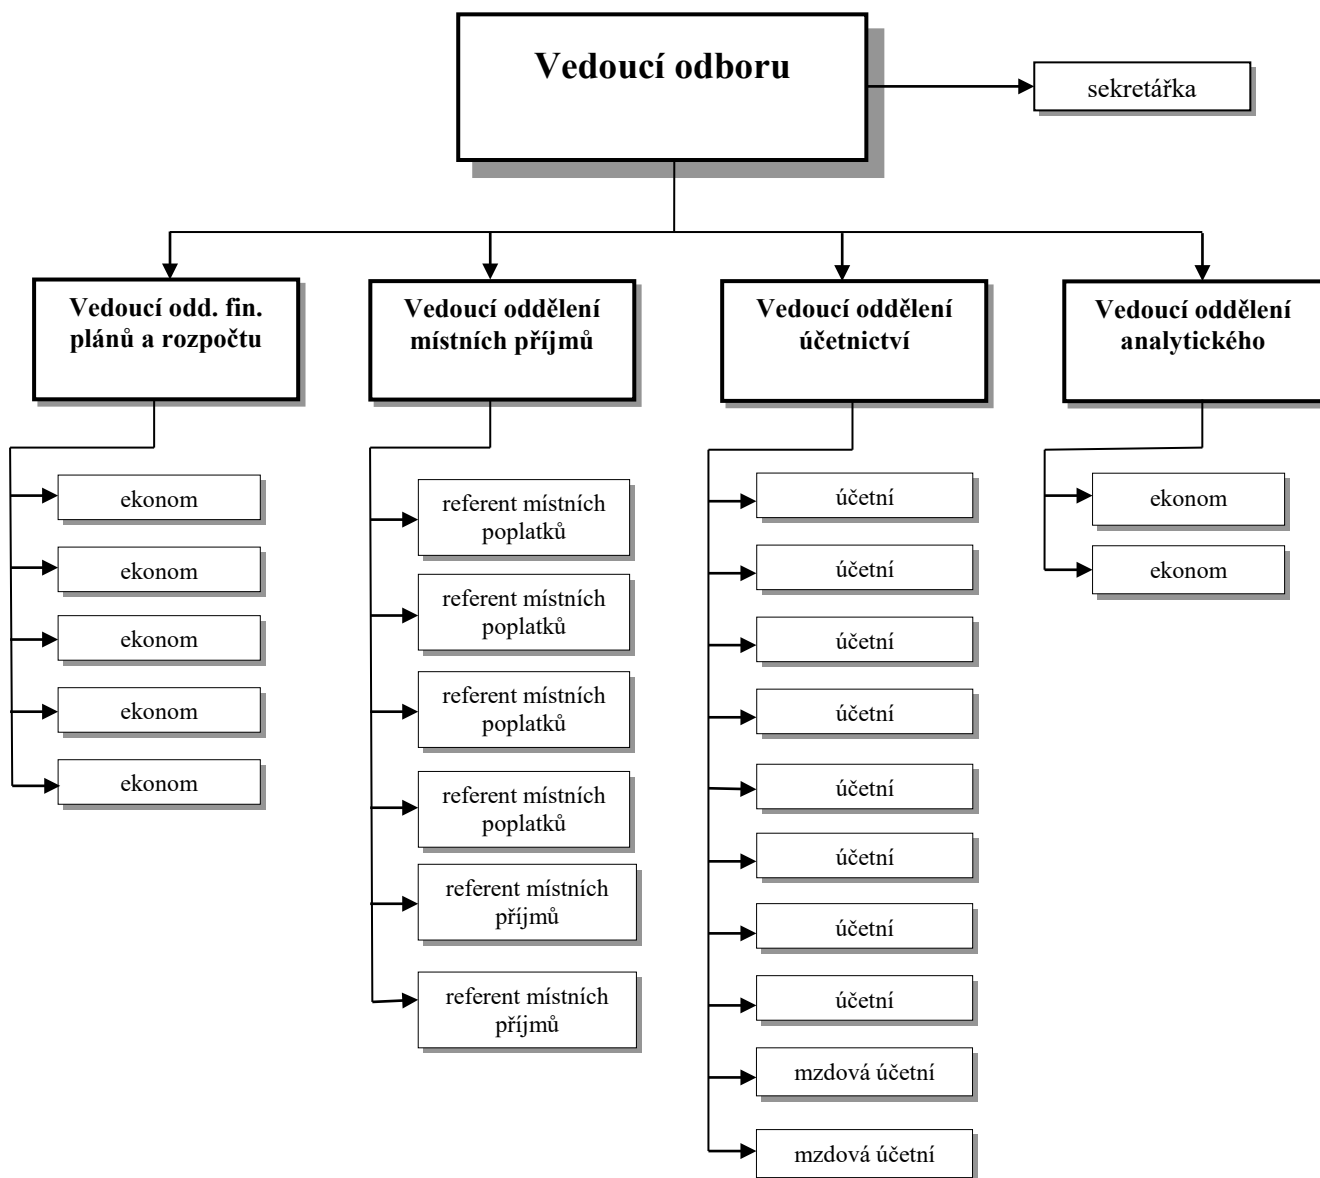 Vedoucí odboru
sekretářka
Vedoucí odd. fin.
plánů a rozpočtu
ekonom
ekonom
ekonom
ekonom
ekonom
Vedoucí oddělení
místních příjmů
referent místních
poplatků
referent místních
poplatků
referent místních
poplatků
referent místních
poplatků
referent místních
příjmů
referent místních
příjmů
Vedoucí oddělení
účetnictví
účetní
účetní
účetní
účetní
účetní
účetní
účetní
účetní
mzdová účetní
mzdová účetní
Vedoucí oddělení
analytického
ekonom
ekonom